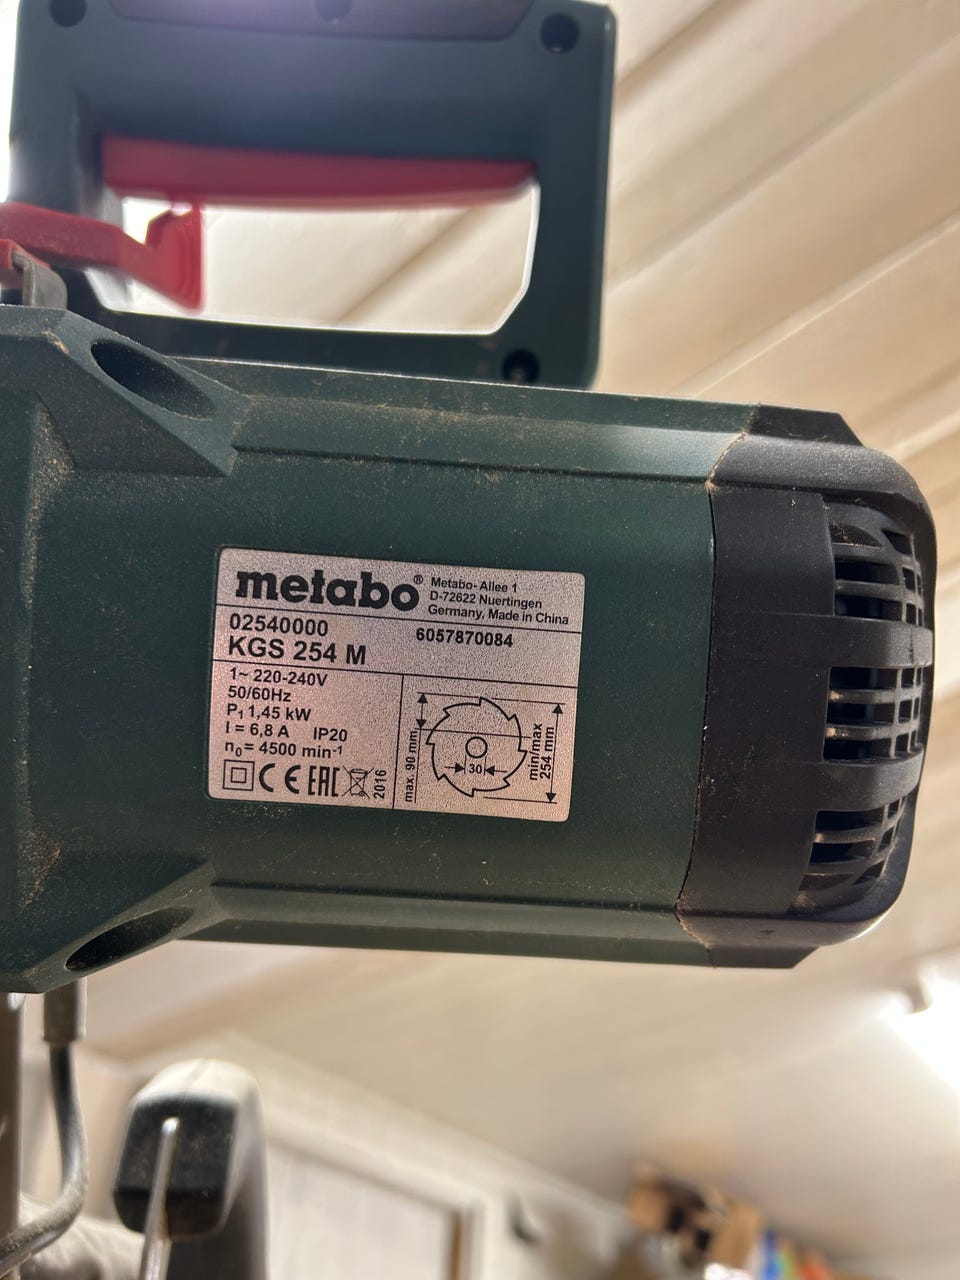 metabo®
Metabo-Allee 1
D-72622 Nuertingen
Germany, Made in China
02540000
6057870084
KGS 254 M
1~ 220-240V
50/60Hz
P₁ 1,45 kW
I = 6,8 A IP20
n₀ = 4500 min⁻¹
CE EAC
2016
max. 90 mm
30
min/max
254 mm